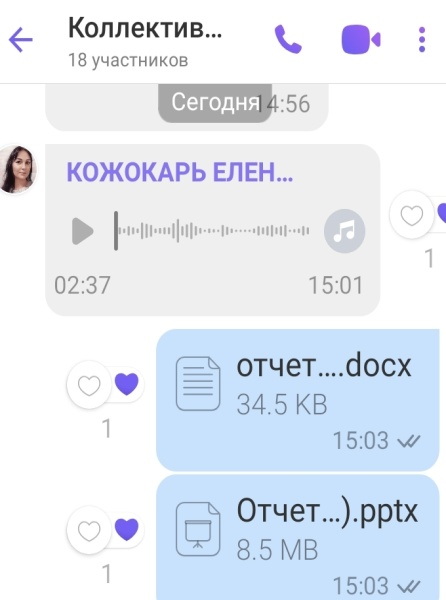 Коллектив...
18 участников
Сегодня
14:56
КОЖОКАРЬ ЕЛЕН...
02:37
15:01
1
отчет....docx
34.5 KB
15:03
1
Отчет...).pptx
8.5 MB
15:03
1